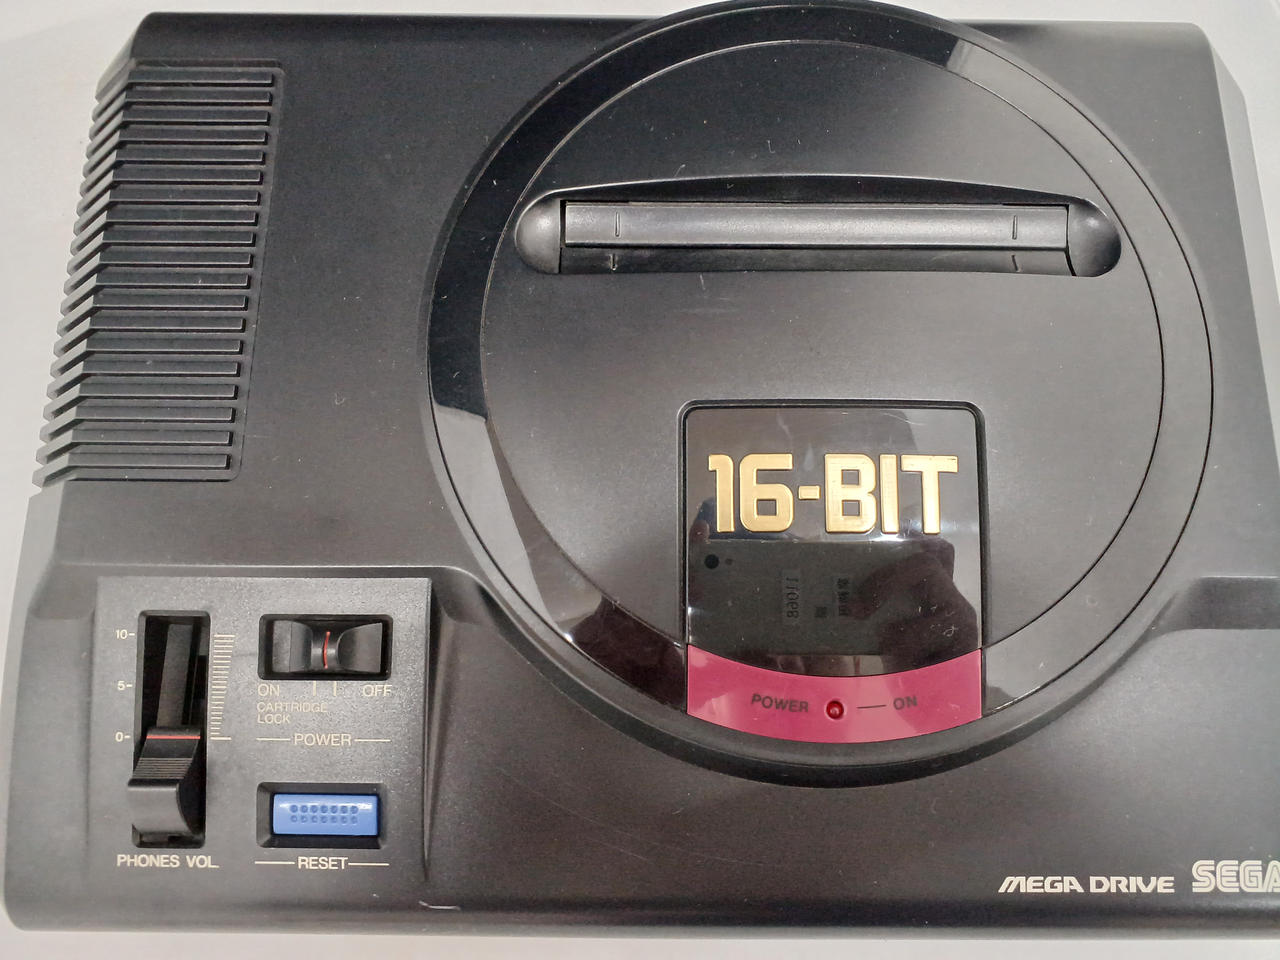 16-BIT
POWER ON
10
5
0
ON OFF
CARTRIDGE
LOCK
POWER
PHONES VOL.
RESET
MEGA DRIVE SEGA